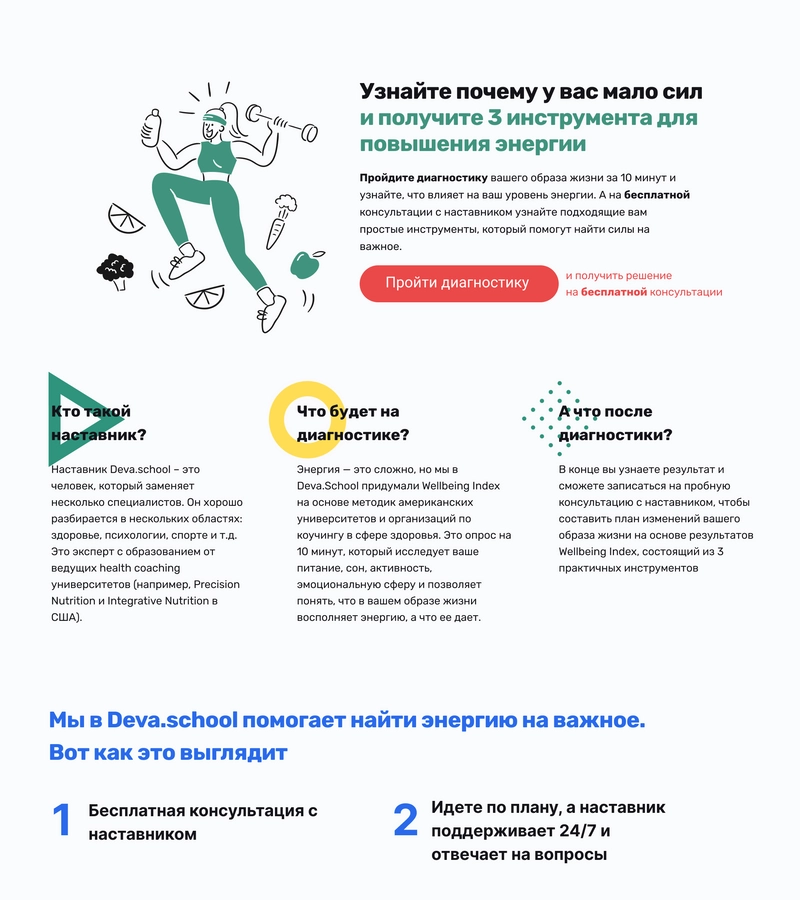 Узнайте почему у вас мало сил
и получите 3 инструмента для
повышения энергии
Пройдите диагностику вашего образа жизни за 10 минут и
узнайте, что влияет на ваш уровень энергии. А на бесплатной
консультации с наставником узнайте подходящие вам
простые инструменты, который помогут найти силы на
важное.
Пройти диагностику
и получить решение
на бесплатной консультации
Кто такой
наставник?
Наставник Deva.school – это
человек, который заменяет
несколько специалистов. Он хорошо
разбирается в нескольких областях:
здоровье, психологии, спорте и т.д.
Это эксперт с образованием от
ведущих health coaching
университетов (например, Precision
Nutrition и Integrative Nutrition в
США).
Что будет на
диагностике?
Энергия — это сложно, но мы в
Deva.School придумали Wellbeing Index
на основе методик американских
университетов и организаций по
коучингу в сфере здоровья. Это опрос на
10 минут, который исследует ваше
питание, сон, активность,
эмоциональную сферу и позволяет
понять, что в вашем образе жизни
восполняет энергию, а что ее дает.
А что после
диагностики?
В конце вы узнаете результат и
сможете записаться на пробную
консультацию с наставником, чтобы
составить план изменений вашего
образа жизни на основе результатов
Wellbeing Index, состоящий из 3
практичных инструментов
Мы в Deva.school помогает найти энергию на важное.
Вот как это выглядит
1
Бесплатная консультация с
наставником
2
Идете по плану, а наставник
поддерживает 24/7 и
отвечает на вопросы